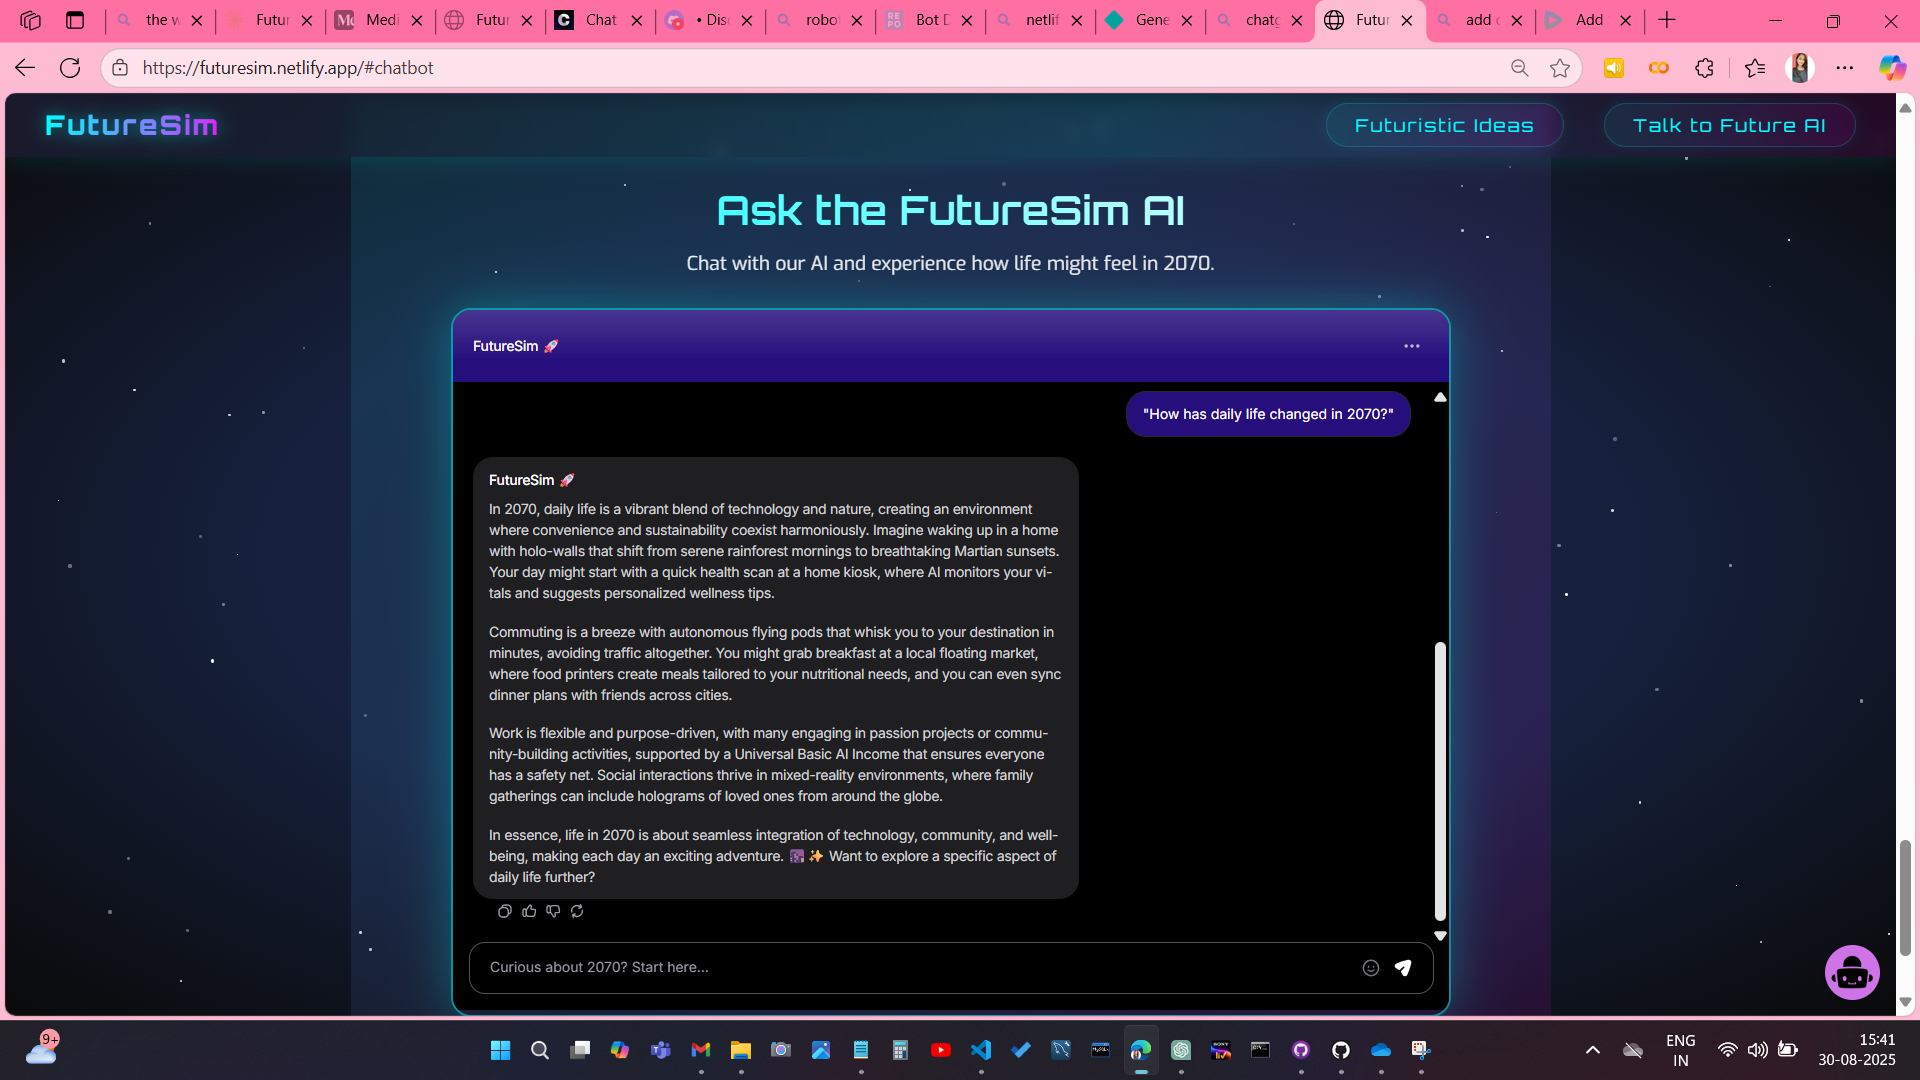 the w
Futur
Medi
Futur
Chat
• Disc
robot
Bot D
netlif
Gene
chatg
Futur
add c
Add
https://futuresim.netlify.app/#chatbot
FutureSim
Futuristic Ideas
Talk to Future AI
Ask the FutureSim AI
Chat with our AI and experience how life might feel in 2070.
FutureSim 🚀
"How has daily life changed in 2070?"
FutureSim 🚀
In 2070, daily life is a vibrant blend of technology and nature, creating an environment
where convenience and sustainability coexist harmoniously. Imagine waking up in a home
with holo-walls that shift from serene rainforest mornings to breathtaking Martian sunsets.
Your day might start with a quick health scan at a home kiosk, where AI monitors your vi-
tals and suggests personalized wellness tips.
Commuting is a breeze with autonomous flying pods that whisk you to your destination in
minutes, avoiding traffic altogether. You might grab breakfast at a local floating market,
where food printers create meals tailored to your nutritional needs, and you can even sync
dinner plans with friends across cities.
Work is flexible and purpose-driven, with many engaging in passion projects or commu-
nity-building activities, supported by a Universal Basic AI Income that ensures everyone
has a safety net. Social interactions thrive in mixed-reality environments, where family
gatherings can include holograms of loved ones from around the globe.
In essence, life in 2070 is about seamless integration of technology, community, and well-
being, making each day an exciting adventure. 🌆 ✨ Want to explore a specific aspect of
daily life further?
Curious about 2070? Start here...
9+
ENG
IN
15:41
30-08-2025